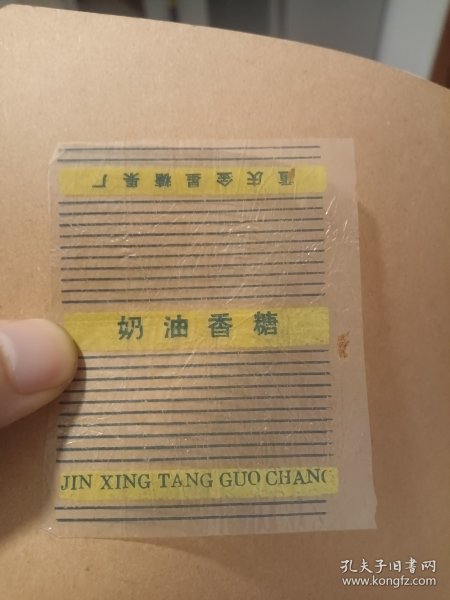 重庆金星糖果厂
奶油香糖
JIN XING TANG GUO CHANG
孔夫子旧书网
www.kongfz.com